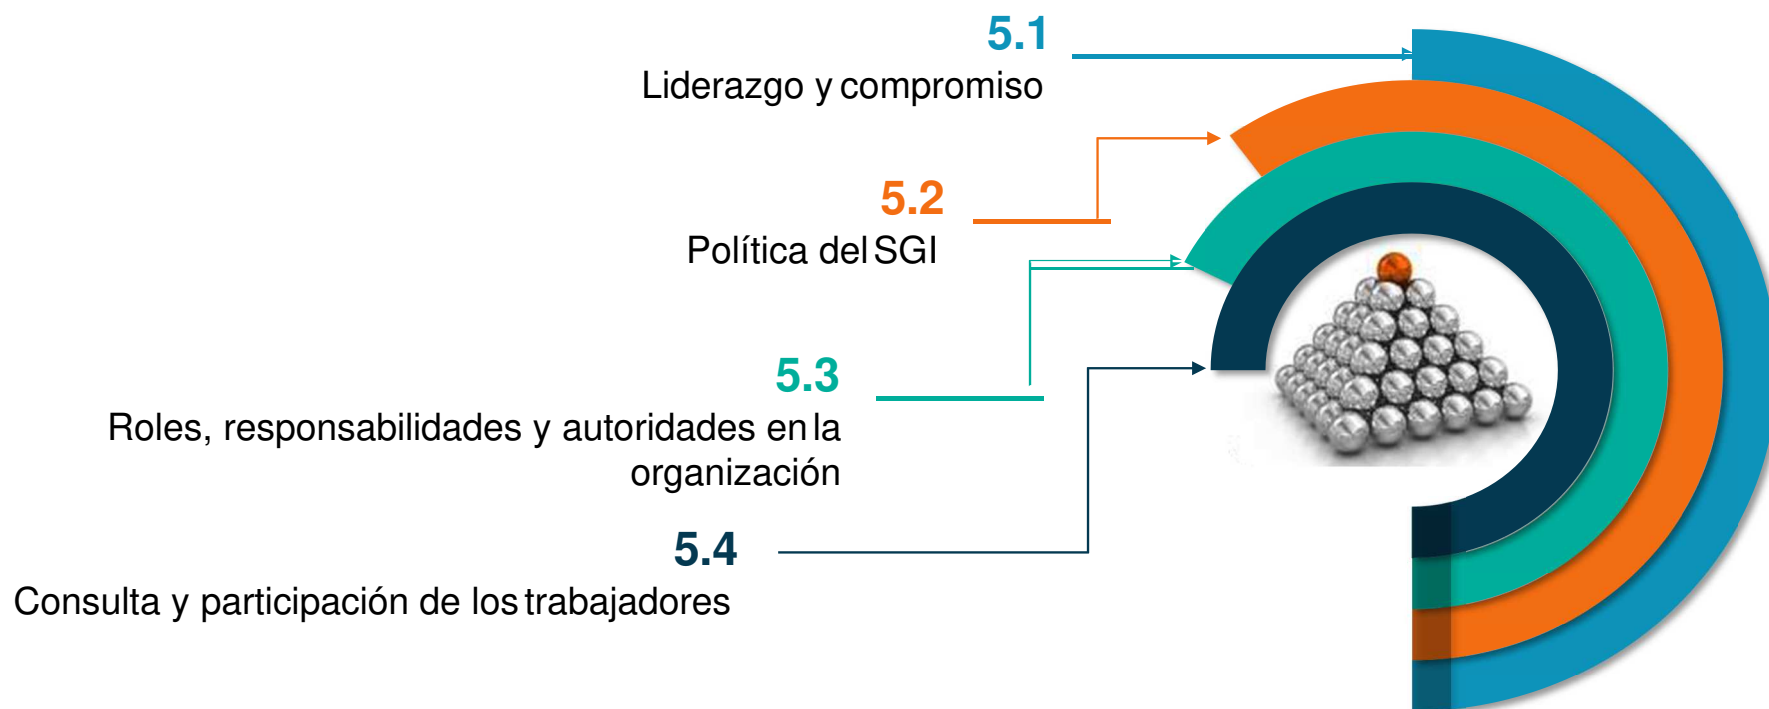 5.1
Liderazgo y compromiso
5.2
Política del SGI
5.3
Roles, responsabilidades y autoridades en la
organización
5.4
Consulta y participación de los trabajadores